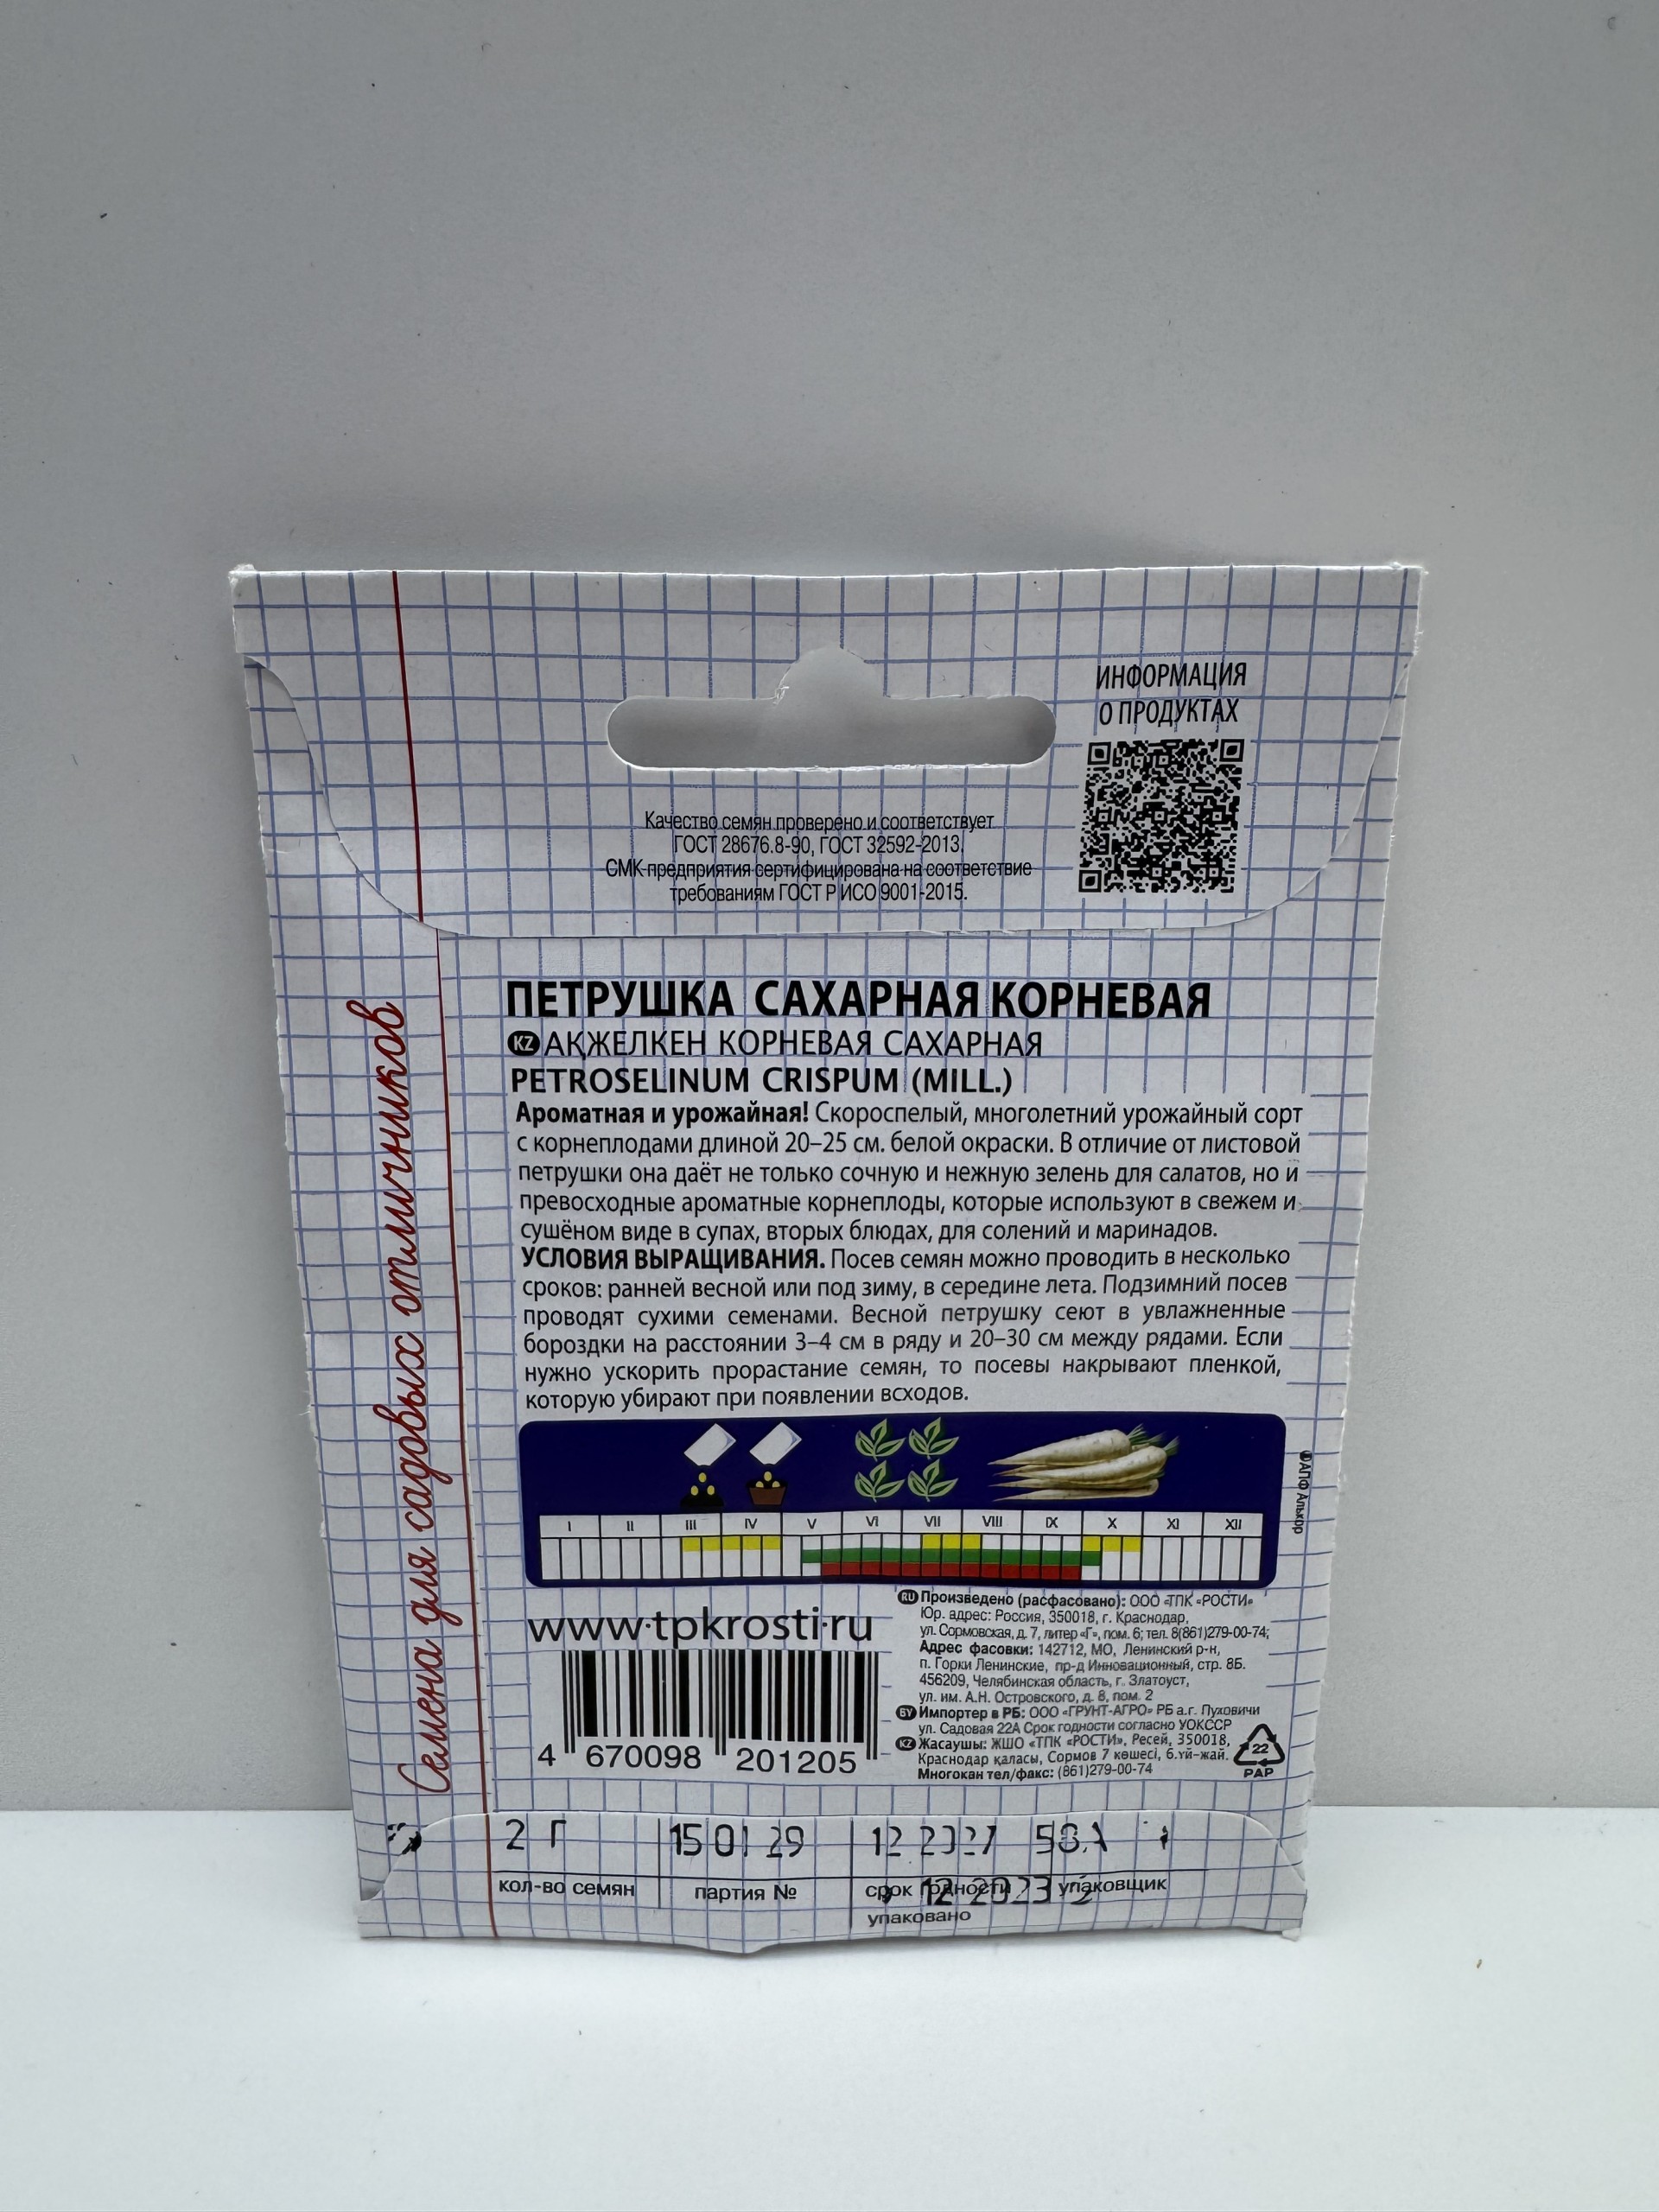 ИНФОРМАЦИЯ
О ПРОДУКТАХ
Качество семян проверено и соответствует
ГОСТ 28676.8-90, ГОСТ 32592-2013.
СМК предприятия сертифицирована на соответствие
требованиям ГОСТ Р ИСО 9001-2015.
Семена для садовых отличников
ПЕТРУШКА САХАРНАЯ КОРНЕВАЯ
KZ АҚЖЕЛКЕН КОРНЕВАЯ САХАРНАЯ
PETROSELINUM CRISPUM (MILL.)
Ароматная и урожайная! Скороспелый, многолетний урожайный сорт
с корнеплодами длиной 20–25 см. белой окраски. В отличие от листовой
петрушки она даёт не только сочную и нежную зелень для салатов, но и
превосходные ароматные корнеплоды, которые используют в свежем и
сушёном виде в супах, вторых блюдах, для солений и маринадов.
УСЛОВИЯ ВЫРАЩИВАНИЯ. Посев семян можно проводить в несколько
сроков: ранней весной или под зиму, в середине лета. Подзимний посев
проводят сухими семенами. Весной петрушку сеют в увлажненные
бороздки на расстоянии 3–4 см в ряду и 20–30 см между рядами. Если
нужно ускорить прорастание семян, то посевы накрывают пленкой,
которую убирают при появлении всходов.
I II III IV V VI VII VIII IX X XI XII
АПФ Алькор
www.tpkrosti.ru
4 670098 201205
RU Произведено (расфасовано): ООО «ТПК «РОСТИ»
Юр. адрес: Россия, 350018, г. Краснодар,
ул. Сормовская, д. 7, литер «Г», пом. 6; тел. 8(861)279-00-74;
Адрес фасовки: 142712, МО, Ленинский р-н,
п. Горки Ленинские, пр-д Инновационный, стр. 8Б.
456209, Челябинская область, г. Златоуст,
ул. им. А.Н. Островского, д. 8, пом. 2
БУ Импортер в РБ: ООО «ГРУНТ-АГРО» РБ а.г. Пуховичи
ул. Садовая 22А Срок годности согласно УОКССР
KZ Жасаушы: ЖШО «ТПК «РОСТИ», Ресей, 350018,
Краснодар қаласы, Сормов 7 көшесі, 6.үй-жай.
Многокан тел/факс: (861)279-00-74
22
PAP
2 Г 150129 12 2027
кол-во семян партия № срок годности упаковщик
12 2023
упаковано